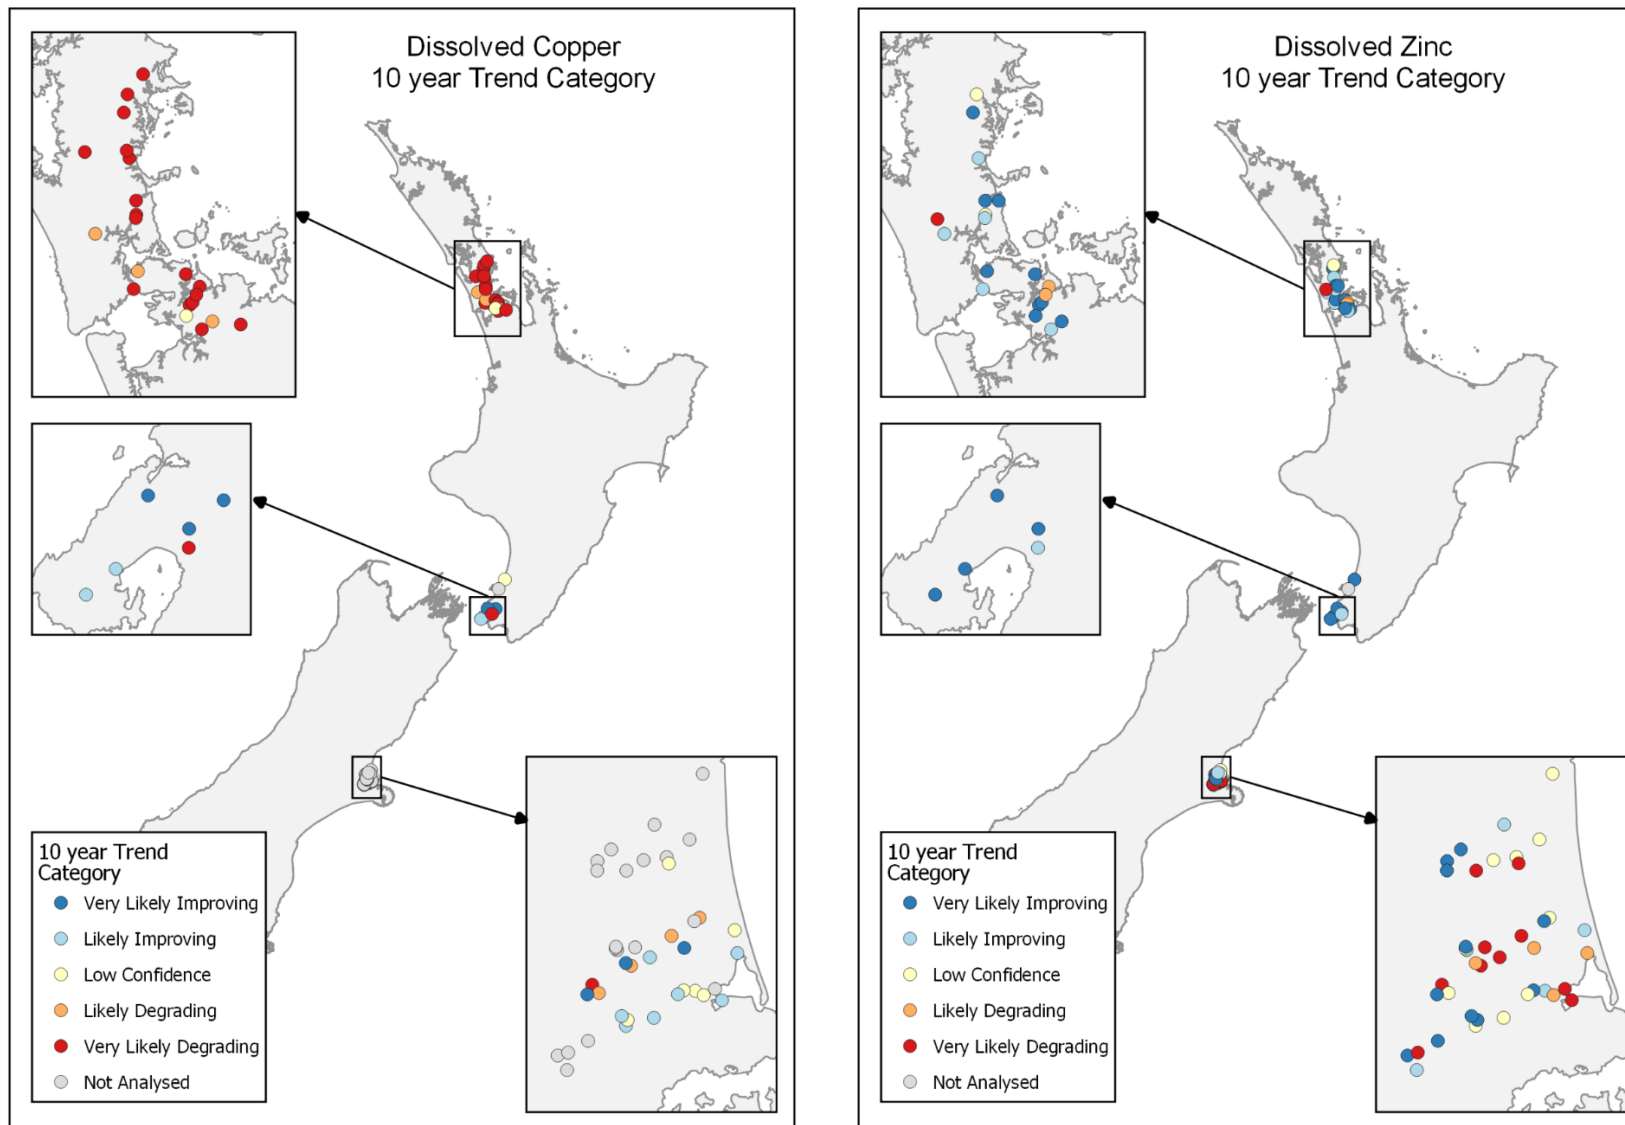 Dissolved Copper
10 year Trend Category
10 year Trend
Category
Very Likely Improving
Likely Improving
Low Confidence
Likely Degrading
Very Likely Degrading
Not Analysed
Dissolved Zinc
10 year Trend Category
10 year Trend
Category
Very Likely Improving
Likely Improving
Low Confidence
Likely Degrading
Very Likely Degrading
Not Analysed